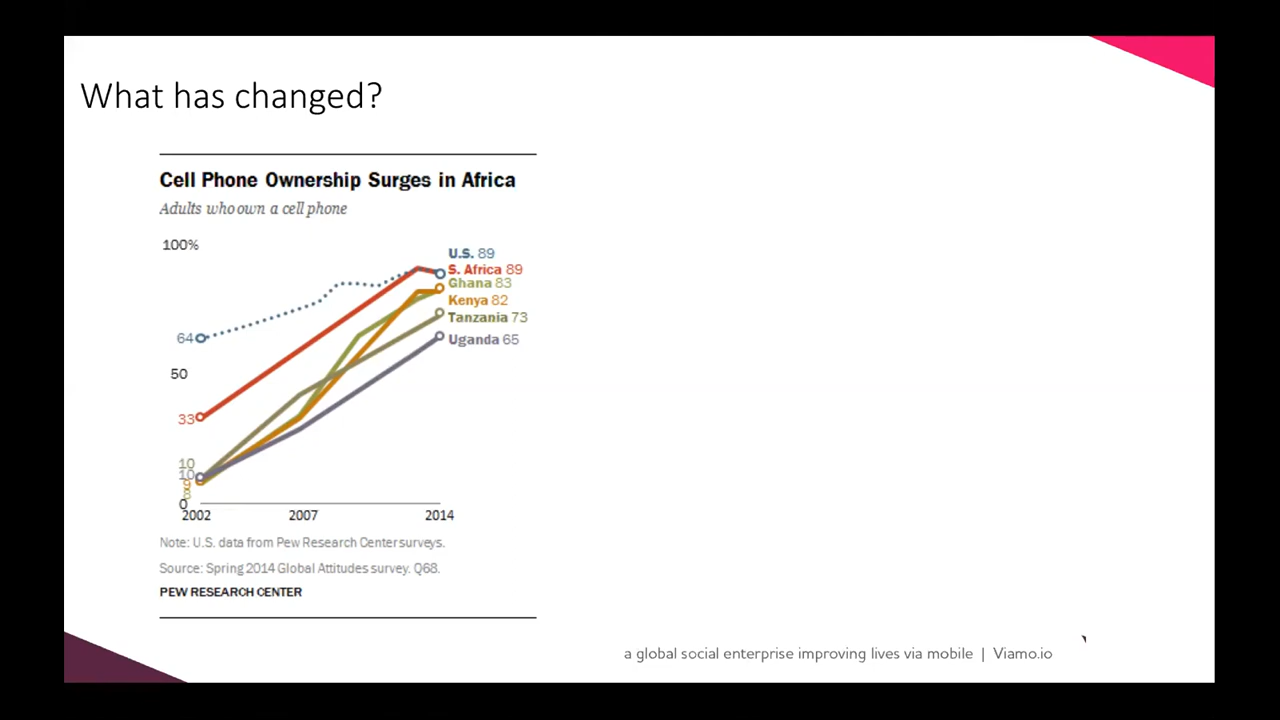 What has changed?
Cell Phone Ownership Surges in Africa
Adults who own a cell phone
100%
U.S. 89
S. Africa 89
Ghana 83
Kenya 82
Tanzania 73
Uganda 65
64
50
33
10
10
9
8
0
2002 2007 2014
Note: U.S. data from Pew Research Center surveys.
Source: Spring 2014 Global Attitudes survey. Q68.
PEW RESEARCH CENTER
a global social enterprise improving lives via mobile | Viamo.io